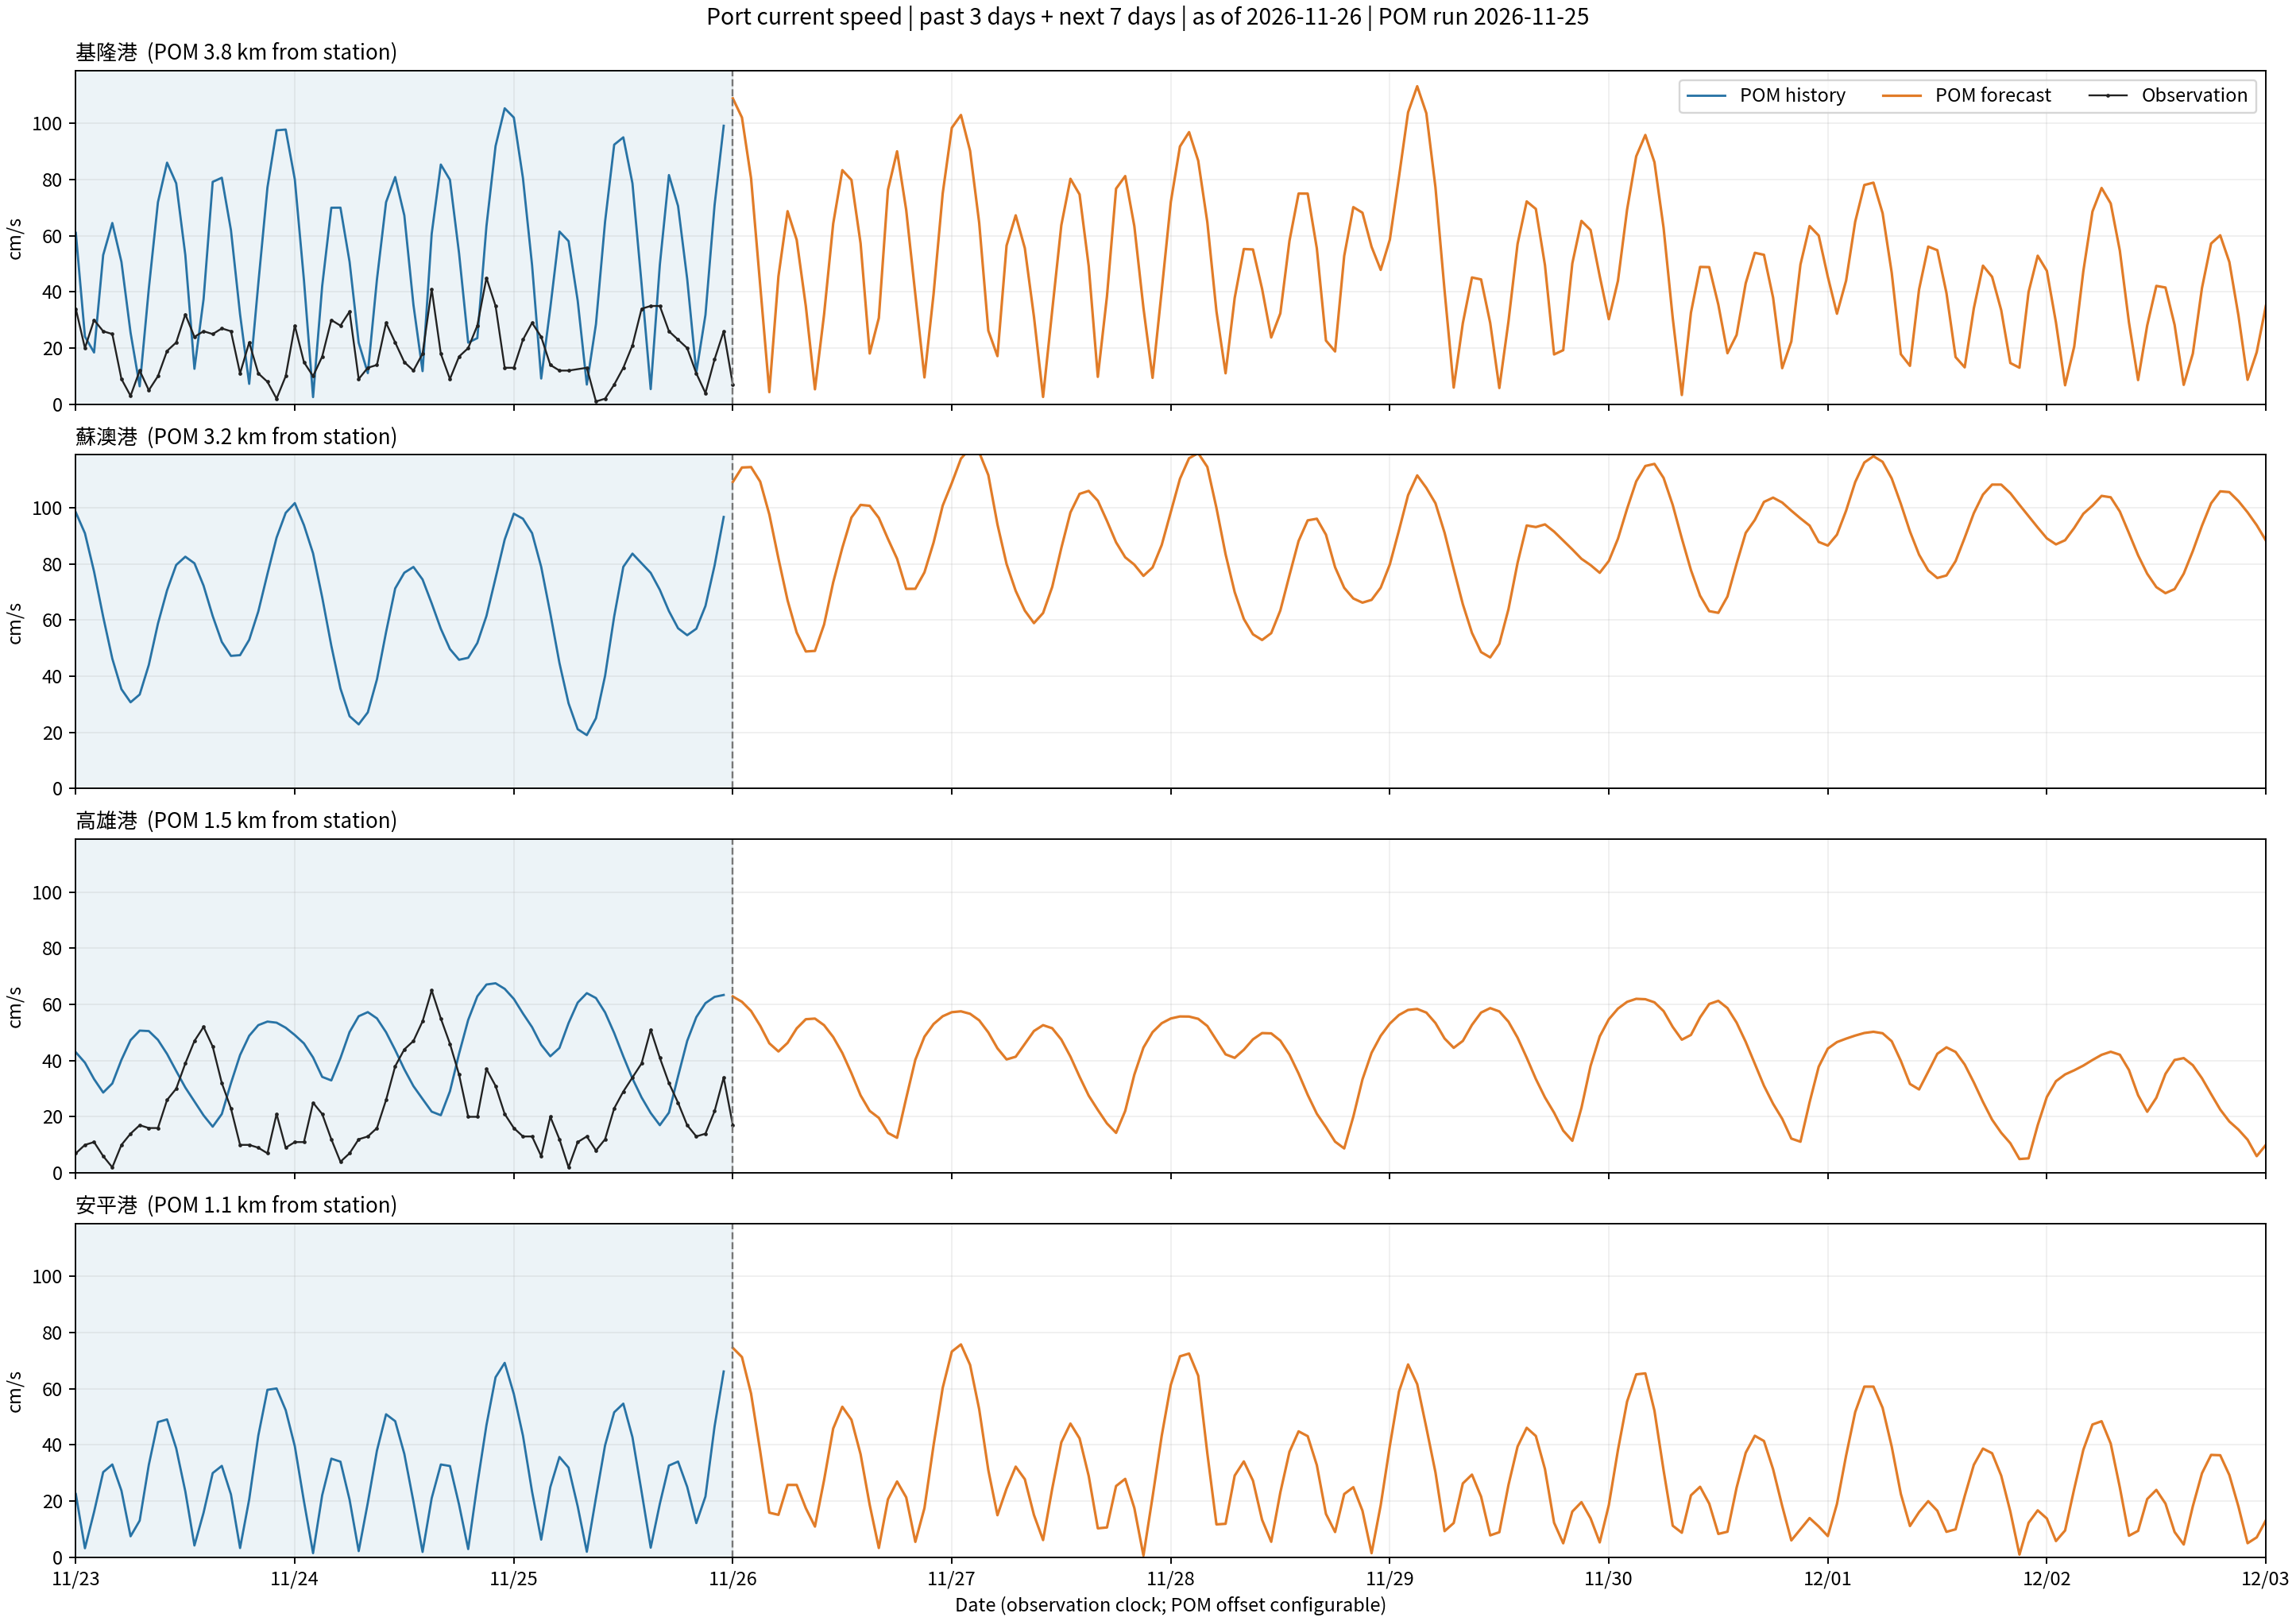 Port current speed | past 3 days + next 7 days | as of 2026-11-26 | POM run 2026-11-25
基隆港 (POM 3.8 km from station)
POM history
POM forecast
Observation
cm/s
100
80
60
40
20
0
蘇澳港 (POM 3.2 km from station)
cm/s
100
80
60
40
20
0
高雄港 (POM 1.5 km from station)
cm/s
100
80
60
40
20
0
安平港 (POM 1.1 km from station)
cm/s
100
80
60
40
20
0
11/23
11/24
11/25
11/26
11/27
11/28
11/29
11/30
12/01
12/02
12/03
Date (observation clock; POM offset configurable)